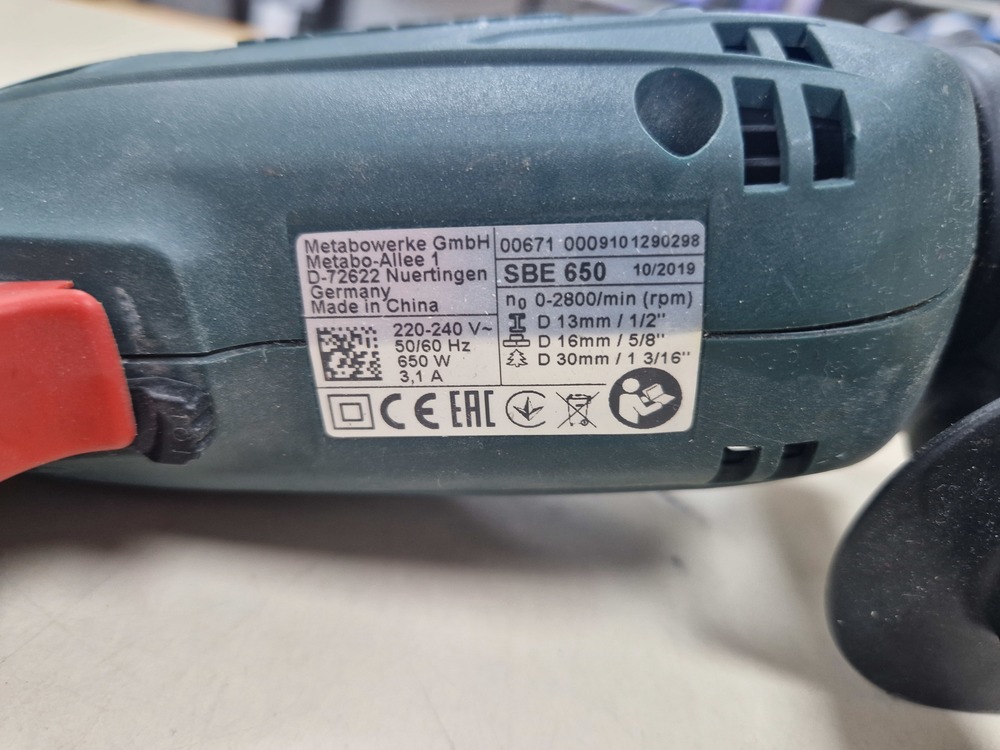 Metabowerke GmbH
Metabo-Allee 1
D-72622 Nuertingen
Germany
Made in China
00671 0009101290298
SBE 650 10/2019
n0 0-2800/min (rpm)
D 13mm / 1/2"
D 16mm / 5/8"
D 30mm / 1 3/16"
220-240 V~
50/60 Hz
650 W
3,1 A
CE EAC